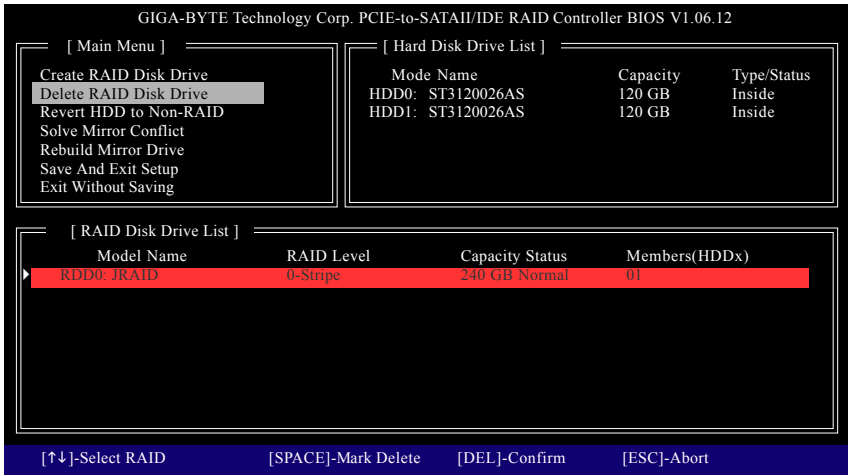 GIGA-BYTE Technology Corp. PCIE-to-SATAII/IDE RAID Controller BIOS V1.06.12
[ Main Menu ]
Create RAID Disk Drive
Delete RAID Disk Drive
Revert HDD to Non-RAID
Solve Mirror Conflict
Rebuild Mirror Drive
Save And Exit Setup
Exit Without Saving
[ Hard Disk Drive List ]
Mode Name Capacity Type/Status
HDD0: ST3120026AS 120 GB Inside
HDD1: ST3120026AS 120 GB Inside
[ RAID Disk Drive List ]
Model Name RAID Level Capacity Status Members(HDDx)
RDD0: JRAID 0-Stripe 240 GB Normal 01
[↑↓]-Select RAID [SPACE]-Mark Delete [DEL]-Confirm [ESC]-Abort